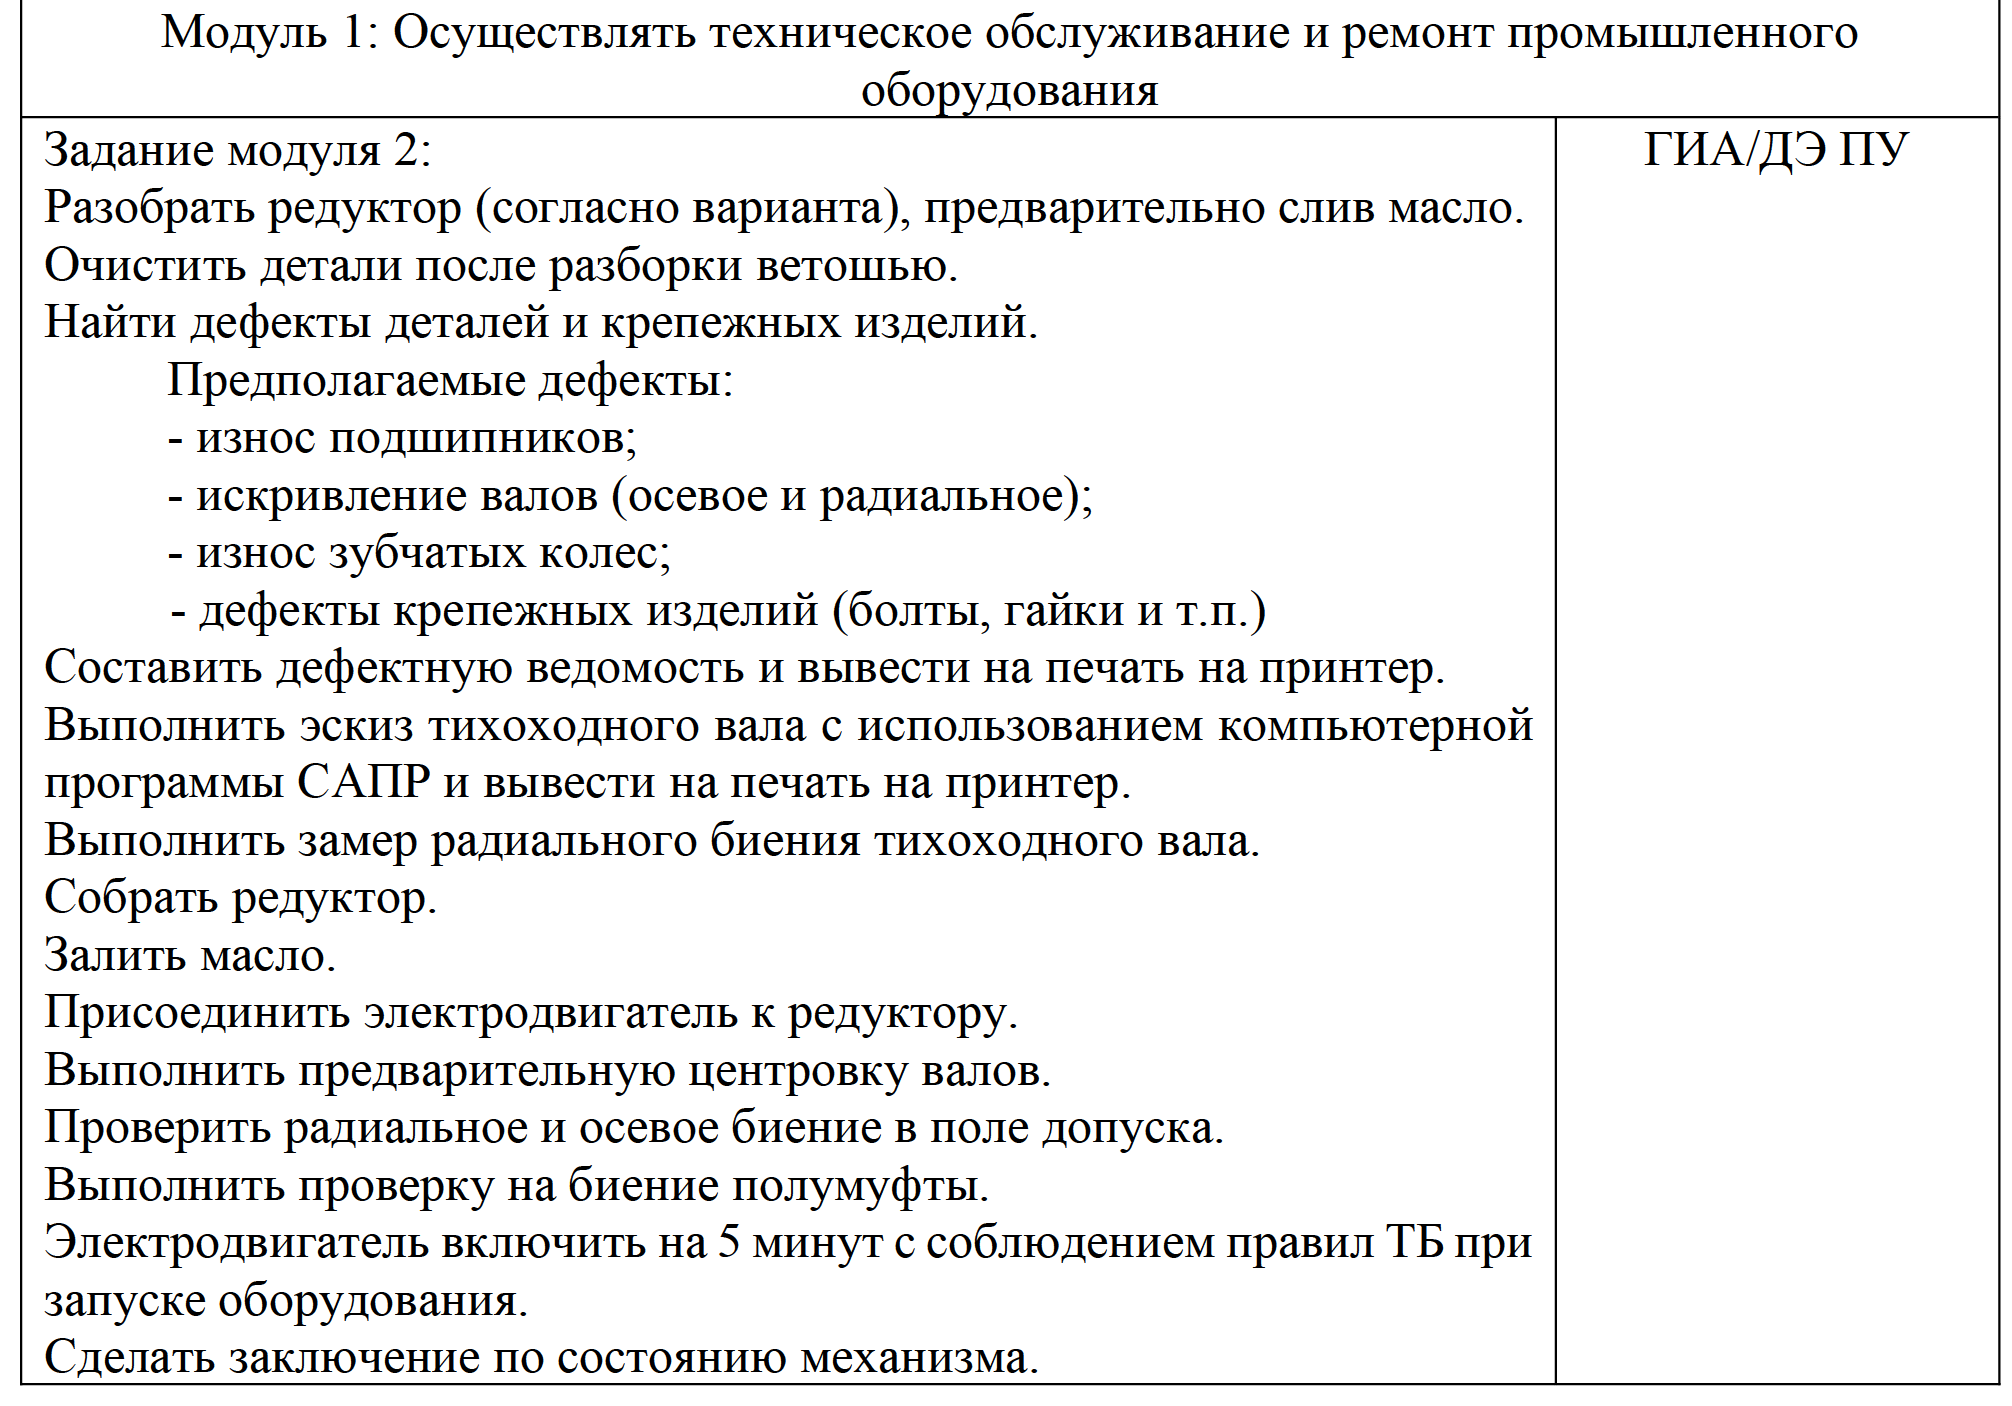 Модуль 1: Осуществлять техническое обслуживание и ремонт промышленного
оборудования
Задание модуля 2:
ГИА/ДЭ ПУ
Разобрать редуктор (согласно варианта), предварительно слив масло.
Очистить детали после разборки ветошью.
Найти дефекты деталей и крепежных изделий.
Предполагаемые дефекты:
- износ подшипников;
- искривление валов (осевое и радиальное);
- износ зубчатых колес;
- дефекты крепежных изделий (болты, гайки и т.п.)
Составить дефектную ведомость и вывести на печать на принтер.
Выполнить эскиз тихоходного вала с использованием компьютерной
программы САПР и вывести на печать на принтер.
Выполнить замер радиального биения тихоходного вала.
Собрать редуктор.
Залить масло.
Присоединить электродвигатель к редуктору.
Выполнить предварительную центровку валов.
Проверить радиальное и осевое биение в поле допуска.
Выполнить проверку на биение полумуфты.
Электродвигатель включить на 5 минут с соблюдением правил ТБ при
запуске оборудования.
Сделать заключение по состоянию механизма.